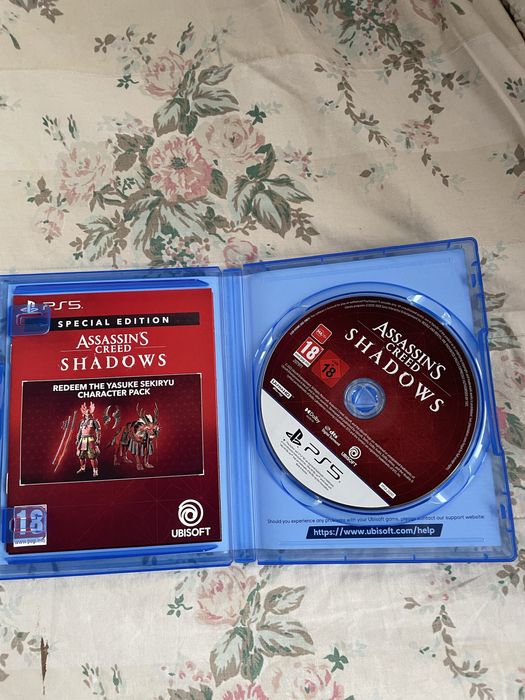 PS5
SPECIAL EDITION
ASSASSIN'S
CREED
SHADOWS
REDEEM THE YASUKE SEKIRYU
CHARACTER PACK
18
www.pegi.info
UBISOFT
ASSASSIN'S
CREED
SHADOWS
18
18
Dolby
dts
UBISOFT
PS5
Should you experience any problems with your Ubisoft game, please contact our support website:
https://www.ubisoft.com/help